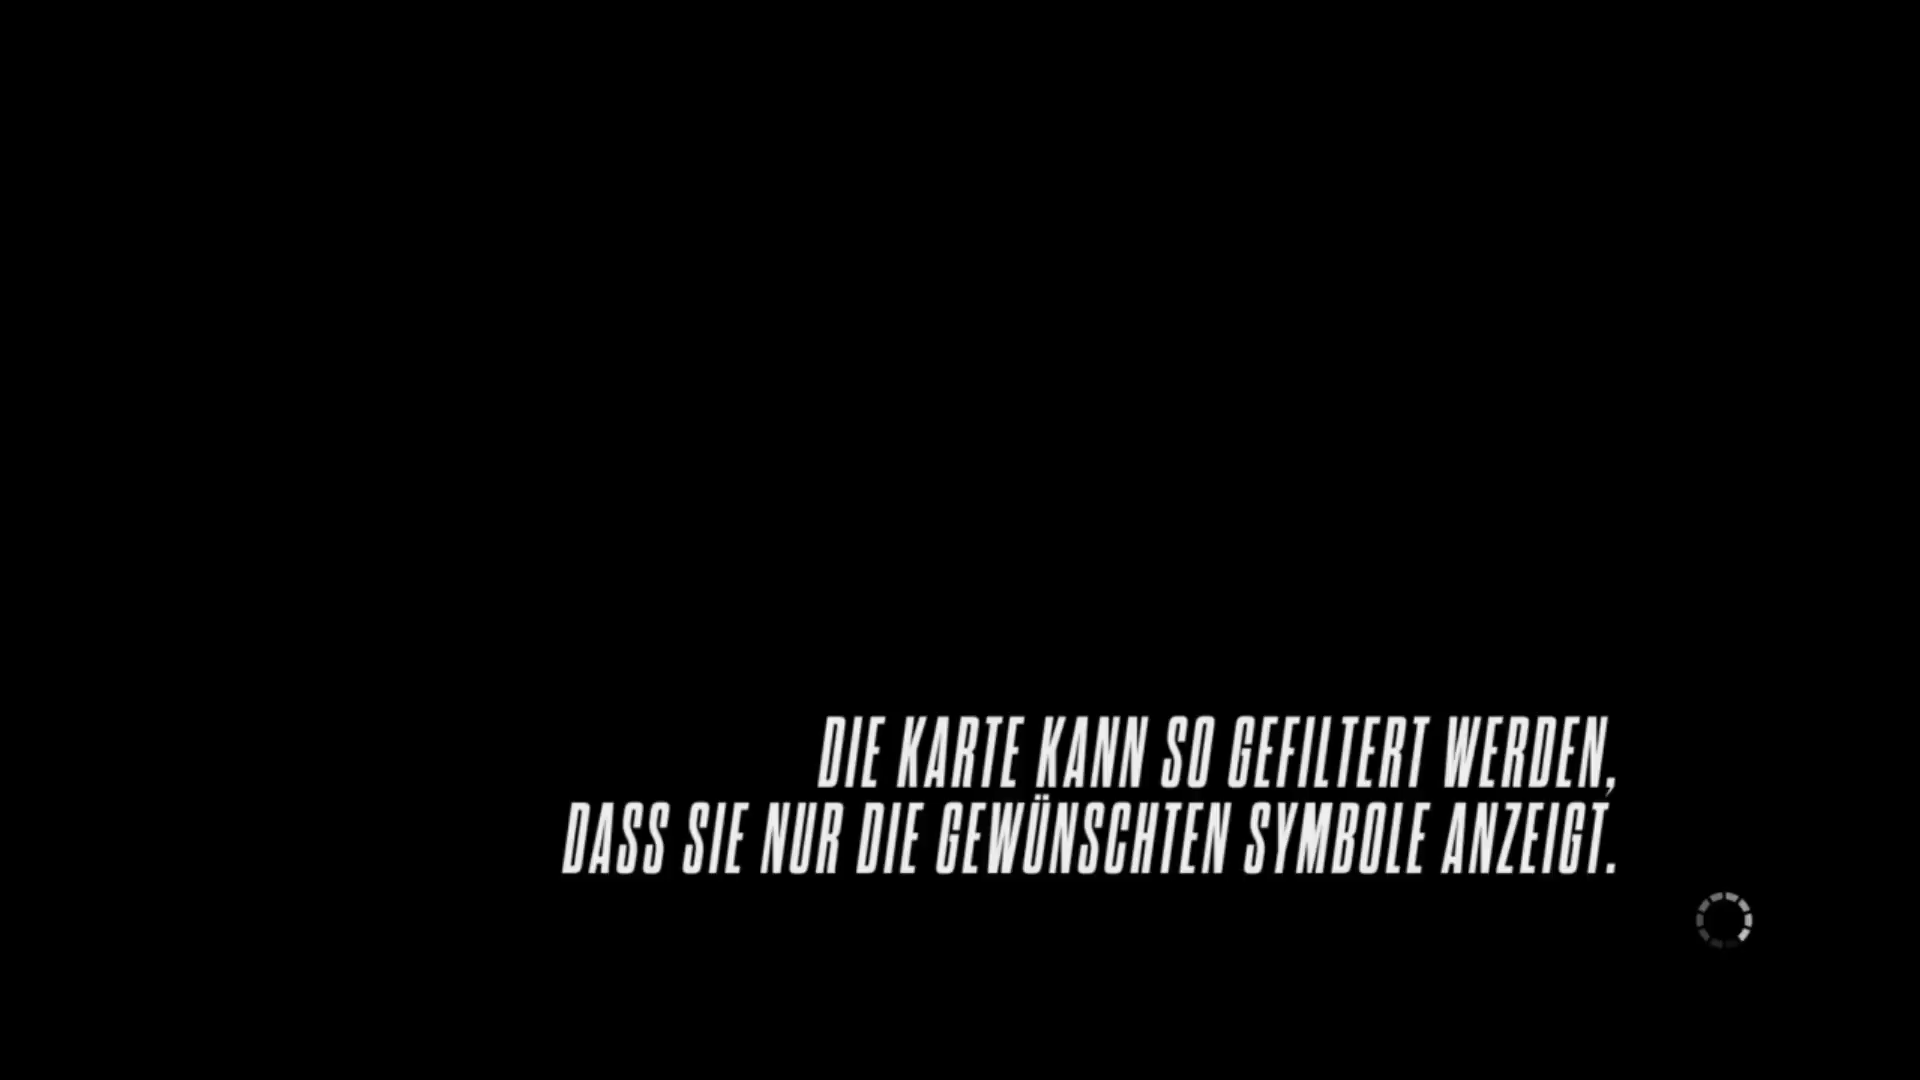 DIE KARTE KANN SO GEFILTERT WERDEN,
DASS SIE NUR DIE GEWÜNSCHTEN SYMBOLE ANZEIGT.